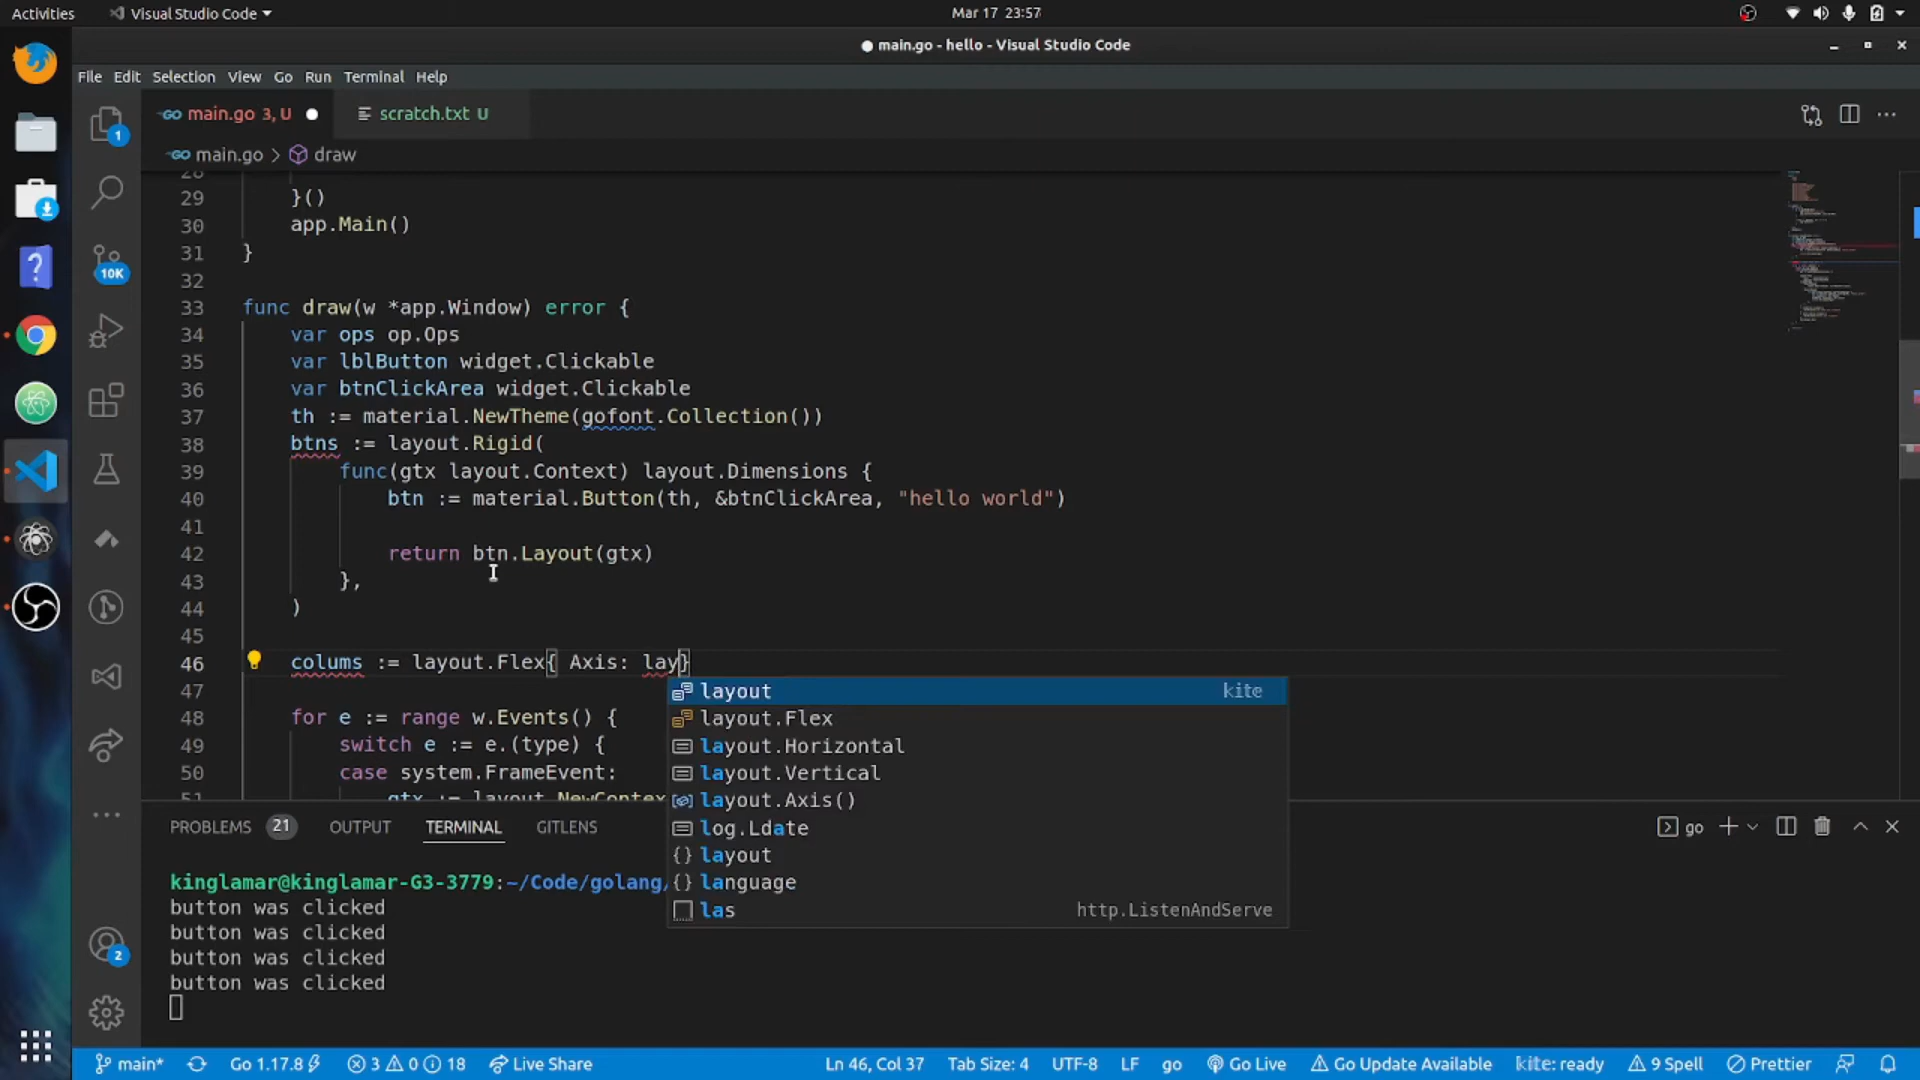 Activities
Visual Studio Code
Mar 17 23:57
main.go - hello - Visual Studio Code
File Edit Selection View Go Run Terminal Help
main.go 3, U
scratch.txt U
1
main.go > draw
28
29 }()
30 app.Main()
31 }
32
33 func draw(w *app.Window) error {
34 var ops op.Ops
35 var lblButton widget.Clickable
36 var btnClickArea widget.Clickable
37 th := material.NewTheme(gofont.Collection())
38 btns := layout.Rigid(
39 func(gtx layout.Context) layout.Dimensions {
40 btn := material.Button(th, &btnClickArea, "hello world")
41
42 return btn.Layout(gtx)
43 },
44 )
45
46 colums := layout.Flex{ Axis: lay}
47
48 for e := range w.Events() {
49 switch e := e.(type) {
50 case system.FrameEvent:
51 gtx := layout.NewContex
10K
layout kite
layout.Flex
layout.Horizontal
layout.Vertical
layout.Axis()
log.Ldate
layout
language
las http.ListenAndServe
PROBLEMS 21 OUTPUT TERMINAL GITLENS
go
kinglamar@kinglamar-G3-3779:~/Code/golang/
button was clicked
button was clicked
button was clicked
button was clicked
2
main* Go 1.17.8 3 0 18 Live Share Ln 46, Col 37 Tab Size: 4 UTF-8 LF go Go Live Go Update Available kite: ready 9 Spell Prettier